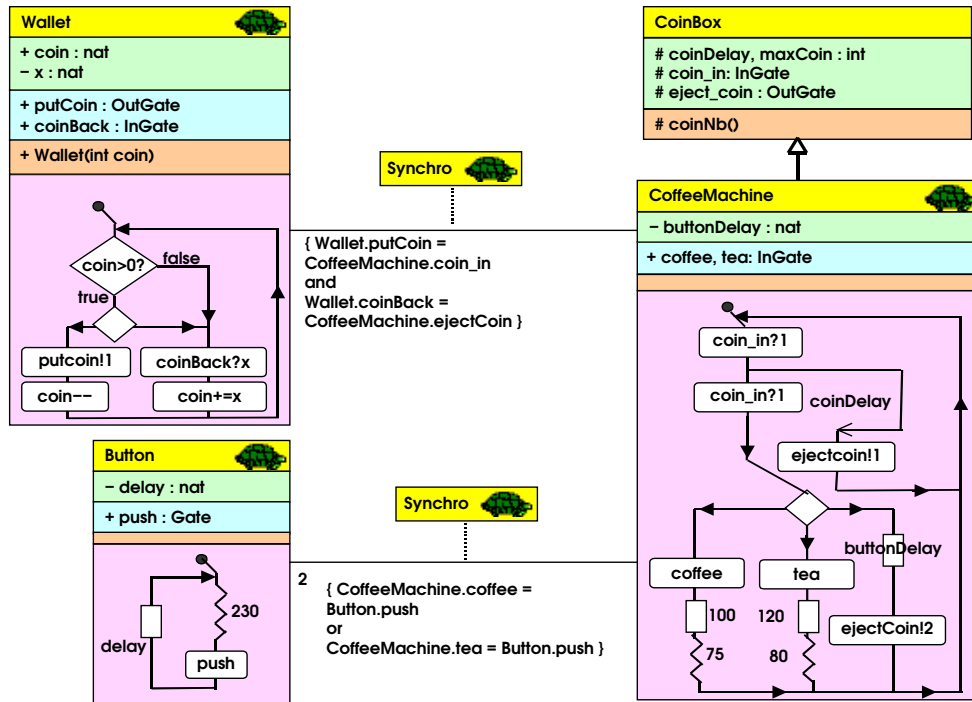 Wallet
+ coin : nat
− x : nat
+ putCoin : OutGate
+ coinBack : InGate
+ Wallet(int coin)
coin>0?
false
true
putcoin!1
coinBack?x
coin−−
coin+=x
Synchro
{ Wallet.putCoin =
CoffeeMachine.coin_in
and
Wallet.coinBack =
CoffeeMachine.ejectCoin }
CoinBox
# coinDelay, maxCoin : int
# coin_in: InGate
# eject_coin : OutGate
# coinNb()
CoffeeMachine
− buttonDelay : nat
+ coffee, tea: InGate
coin_in?1
coin_in?1
coinDelay
ejectcoin!1
buttonDelay
coffee
tea
100
120
ejectCoin!2
75
80
Button
− delay : nat
+ push : Gate
230
delay
push
Synchro
2
{ CoffeeMachine.coffee =
Button.push
or
CoffeeMachine.tea = Button.push }